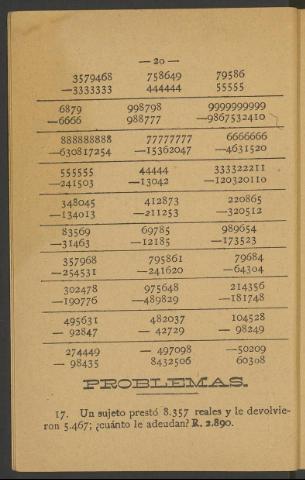 — 20 —
3579468 758649 79586
—3333333 444444 55555
6879 998798 9999999999
—6666 988777 —9867532410
888888888 77777777 6666666
—630817254 —15362047 —4631520
555555 44444 333322211
—241503 —13042 —120320110
348045 412873 220865
—134013 —211253 —320512
83569 69785 989654
—31463 —12185 —173523
357968 795861 79684
—254531 —241620 —64304
302478 975648 214356
—190776 —489829 —181748
495631 482037 104528
— 92847 — 42729 — 98249
274449 — 497098 —50209
— 98435 8432506 60308
PROBLEMAS.
17. Un sujeto prestó 8.357 reales y le devolvie-
ron 5.467; ¿cuánto le adeudan? R. 2.890.